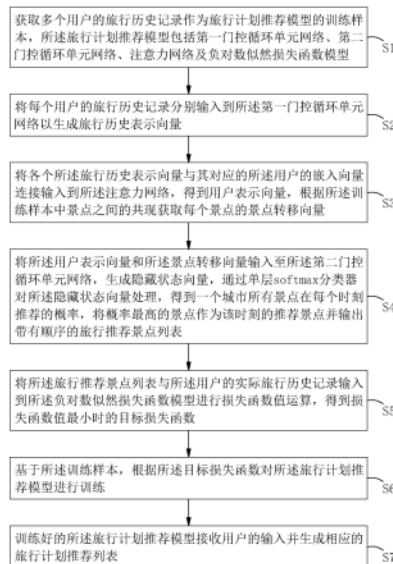 获取多个用户的旅行历史记录作为旅行计划推荐模型的训练样
本，所述旅行计划推荐模型包括第一门控循环单元网络、第二
门控循环单元网络、注意力网络及负对数似然损失函数模型
S1
将每个用户的旅行历史记录分别输入到所述第一门控循环单元
网络以生成旅行历史表示向量
S2
将各个所述旅行历史表示向量与其对应的所述用户的嵌入向量
连接输入到所述注意力网络，得到用户表示向量，根据所述训
练样本中景点之间的共现获取每个景点的景点转移向量
S3
将所述用户表示向量和所述景点转移向量输入至所述第二门控
循环单元网络，生成隐藏状态向量，通过单层softmax分类器
对所述隐藏状态向量处理，得到一个城市所有景点在每个时刻
推荐的概率，将概率最高的景点作为该时刻的推荐景点并输出
带有顺序的旅行推荐景点列表
S4
将所述旅行推荐景点列表与所述用户的实际旅行历史记录输入
到所述负对数似然损失函数模型进行损失函数值运算，得到损
失函数值最小时的目标损失函数
S5
基于所述训练样本，根据所述目标损失函数对所述旅行计划推
荐模型进行训练
S6
训练好的所述旅行计划推荐模型接收用户的输入并生成相应的
旅行计划推荐列表
S7